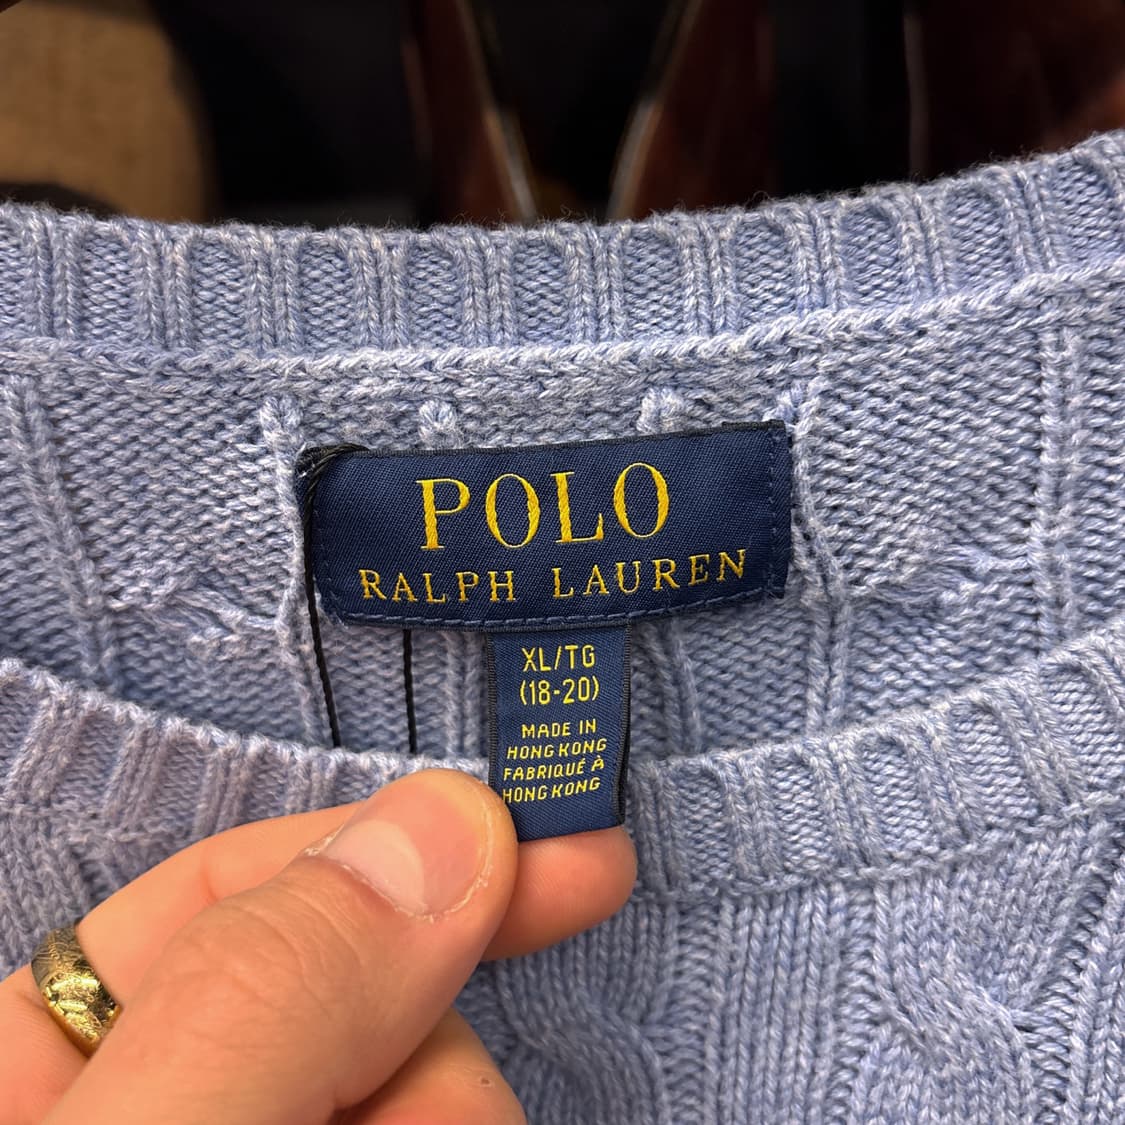 POLO
RALPH LAUREN
XL/TG
(18-20)
MADE IN
HONG KONG
FABRIQUÉ À
HONG KONG